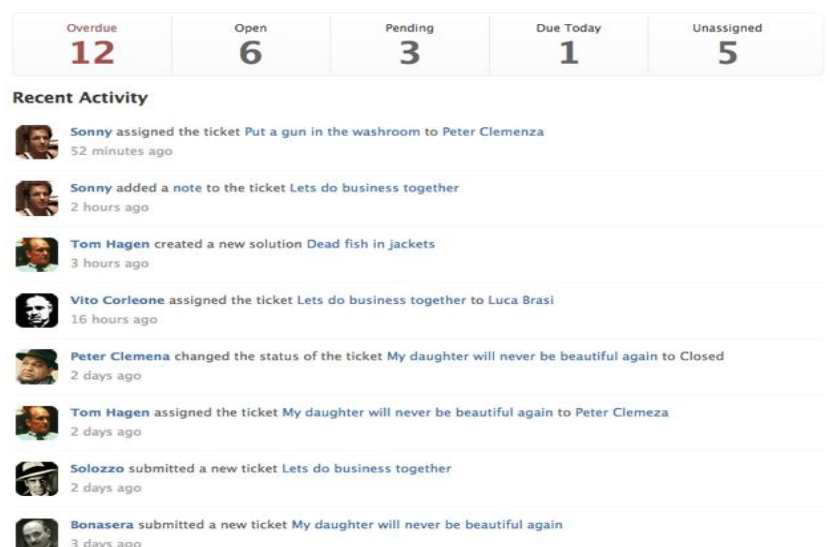 Overdue
12
Open
6
Pending
3
Due Today
1
Unassigned
5
Recent Activity
Sonny assigned the ticket Put a gun in the washroom to Peter Clemenza
52 minutes ago
Sonny added a note to the ticket Lets do business together
2 hours ago
Tom Hagen created a new solution Dead fish in jackets
3 hours ago
Vito Corleone assigned the ticket Lets do business together to Luca Brasi
16 hours ago
Peter Clemena changed the status of the ticket My daughter will never be beautiful again to Closed
2 days ago
Tom Hagen assigned the ticket My daughter will never be beautiful again to Peter Clemeza
2 days ago
Solozzo submitted a new ticket Lets do business together
2 days ago
Bonasera submitted a new ticket My daughter will never be beautiful again
3 days ago